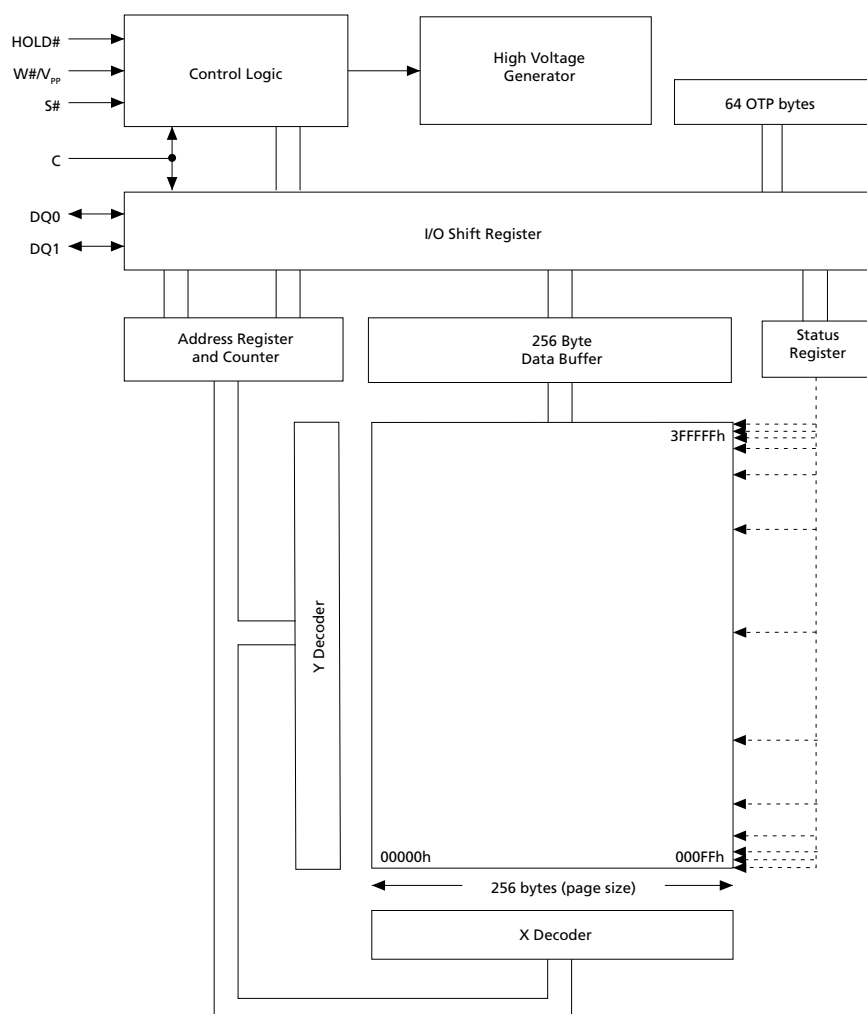 HOLD#
W#/VPP
S#
Control Logic
High Voltage
Generator
64 OTP bytes
C
DQ0
DQ1
I/O Shift Register
Address Register
and Counter
256 Byte
Data Buffer
Status
Register
3FFFFFh
Y Decoder
00000h
000FFh
256 bytes (page size)
X Decoder